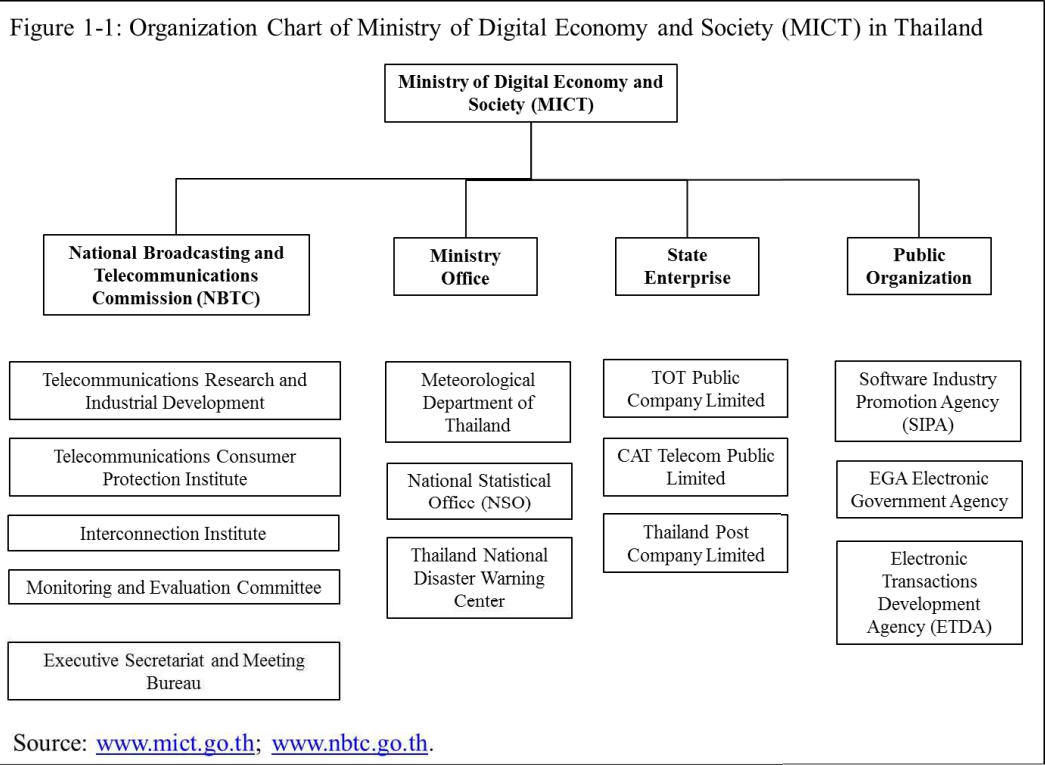 Figure 1-1: Organization Chart of Ministry of Digital Economy and Society (MICT) in Thailand
Ministry of Digital Economy and
Society (MICT)
National Broadcasting and
Telecommunications
Commission (NBTC)
Ministry
Office
State
Enterprise
Public
Organization
Telecommunications Research and
Industrial Development
Telecommunications Consumer
Protection Institute
Interconnection Institute
Monitoring and Evaluation Committee
Executive Secretariat and Meeting
Bureau
Meteorological
Department of
Thailand
National Statistical
Office (NSO)
Thailand National
Disaster Warning
Center
TOT Public
Company Limited
CAT Telecom Public
Limited
Thailand Post
Company Limited
Software Industry
Promotion Agency
(SIPA)
EGA Electronic
Government Agency
Electronic
Transactions
Development
Agency (ETDA)
Source: www.mict.go.th; www.nbtc.go.th.